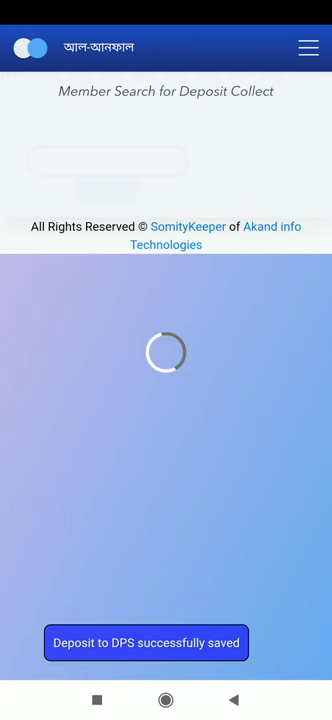 আল-আনফাল
Member Search for Deposit Collect
All Rights Reserved © SomityKeeper of Akand info
Technologies
Deposit to DPS successfully saved